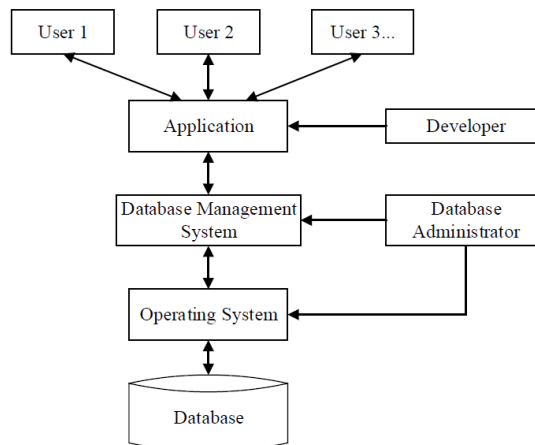 User 1
User 2
User 3...
Application
Developer
Database Management
System
Database
Administrator
Operating System
Database